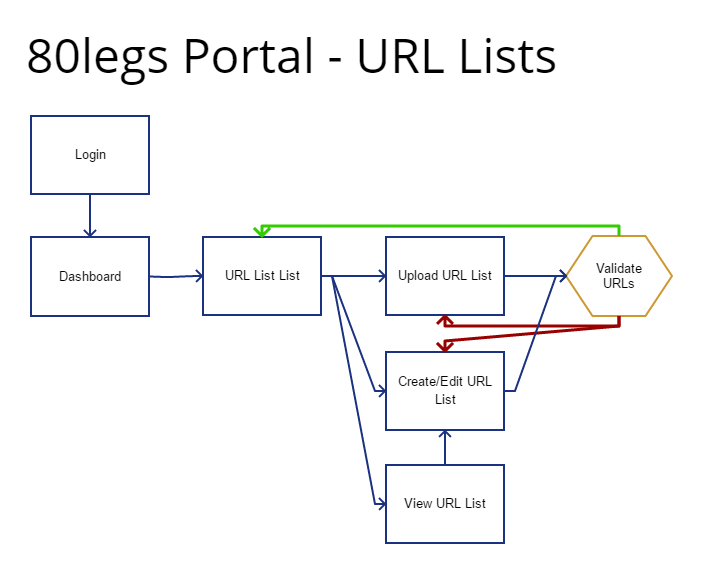 80legs Portal - URL Lists
Login
Dashboard
URL List List
Upload URL List
Validate
URLs
Create/Edit URL
List
View URL List